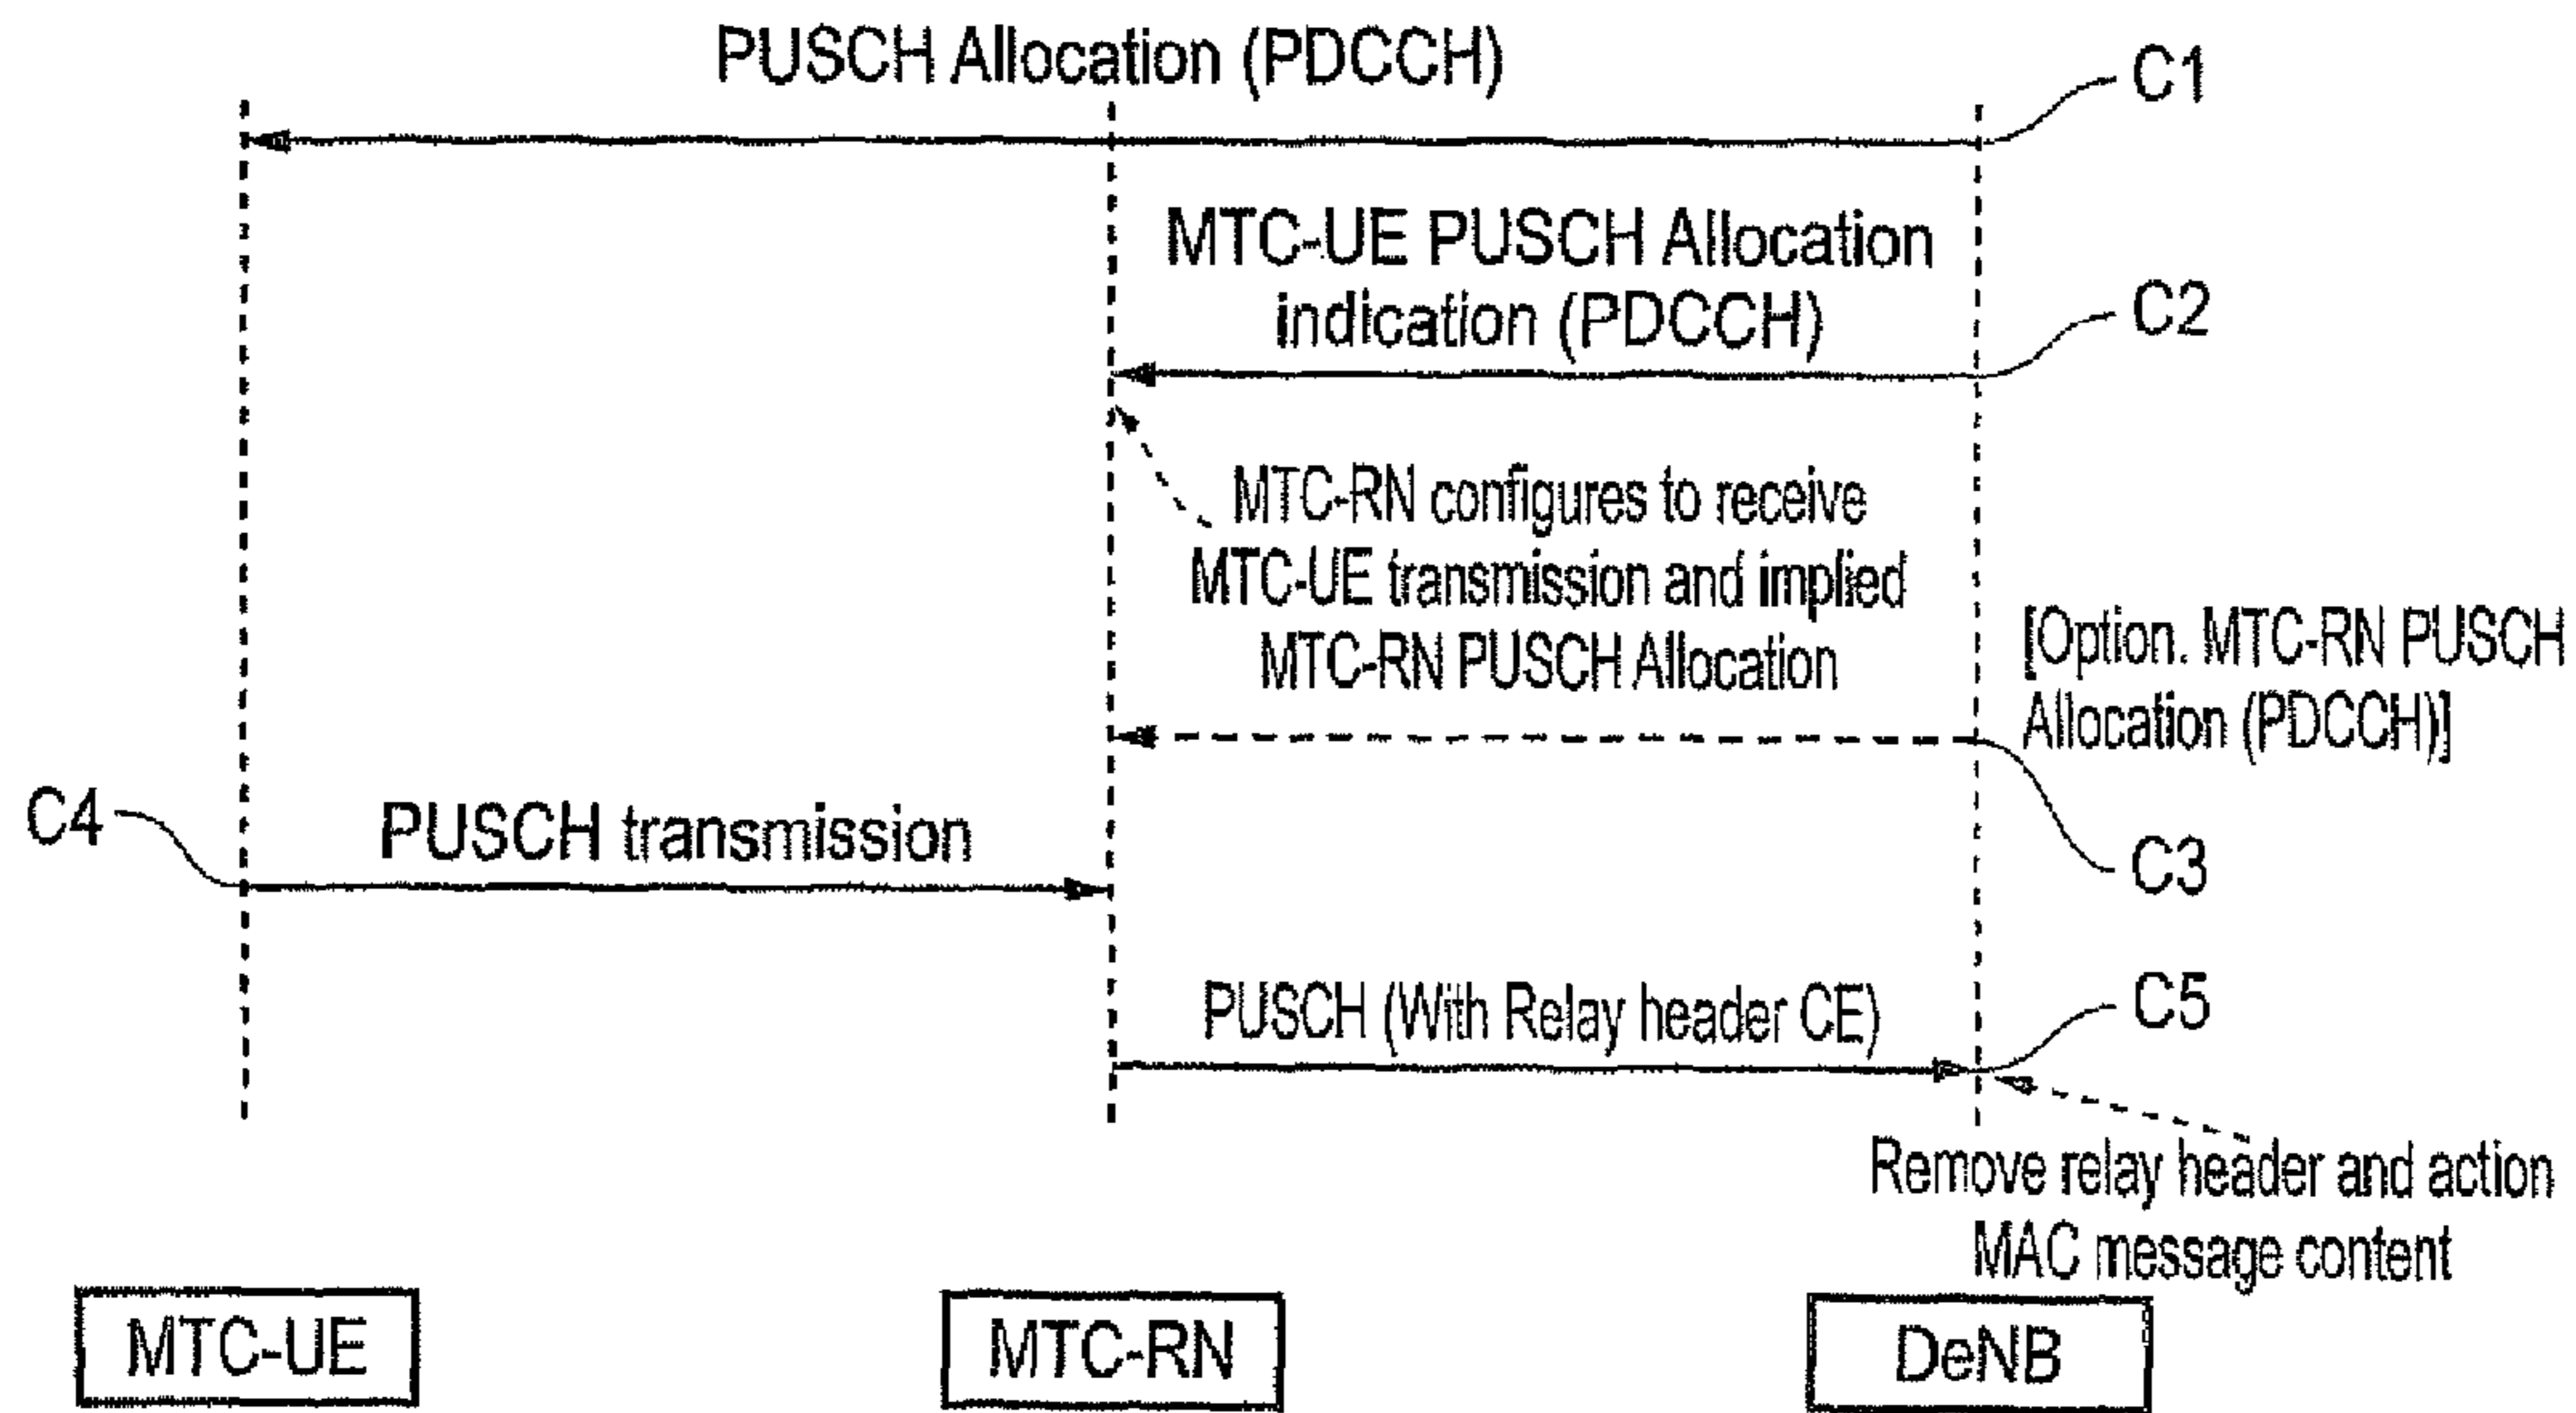 PUSCH Allocation (PDCCH)
C1
MTC-UE PUSCH Allocation
indication (PDCCH)
C2
MTC-RN configures to receive
MTC-UE transmission and implied
MTC-RN PUSCH Allocation
[Option. MTC-RN PUSCH
Allocation (PDCCH)]
C3
C4
PUSCH transmission
PUSCH (With Relay header CE)
C5
Remove relay header and action
MAC message content
MTC-UE
MTC-RN
DeNB